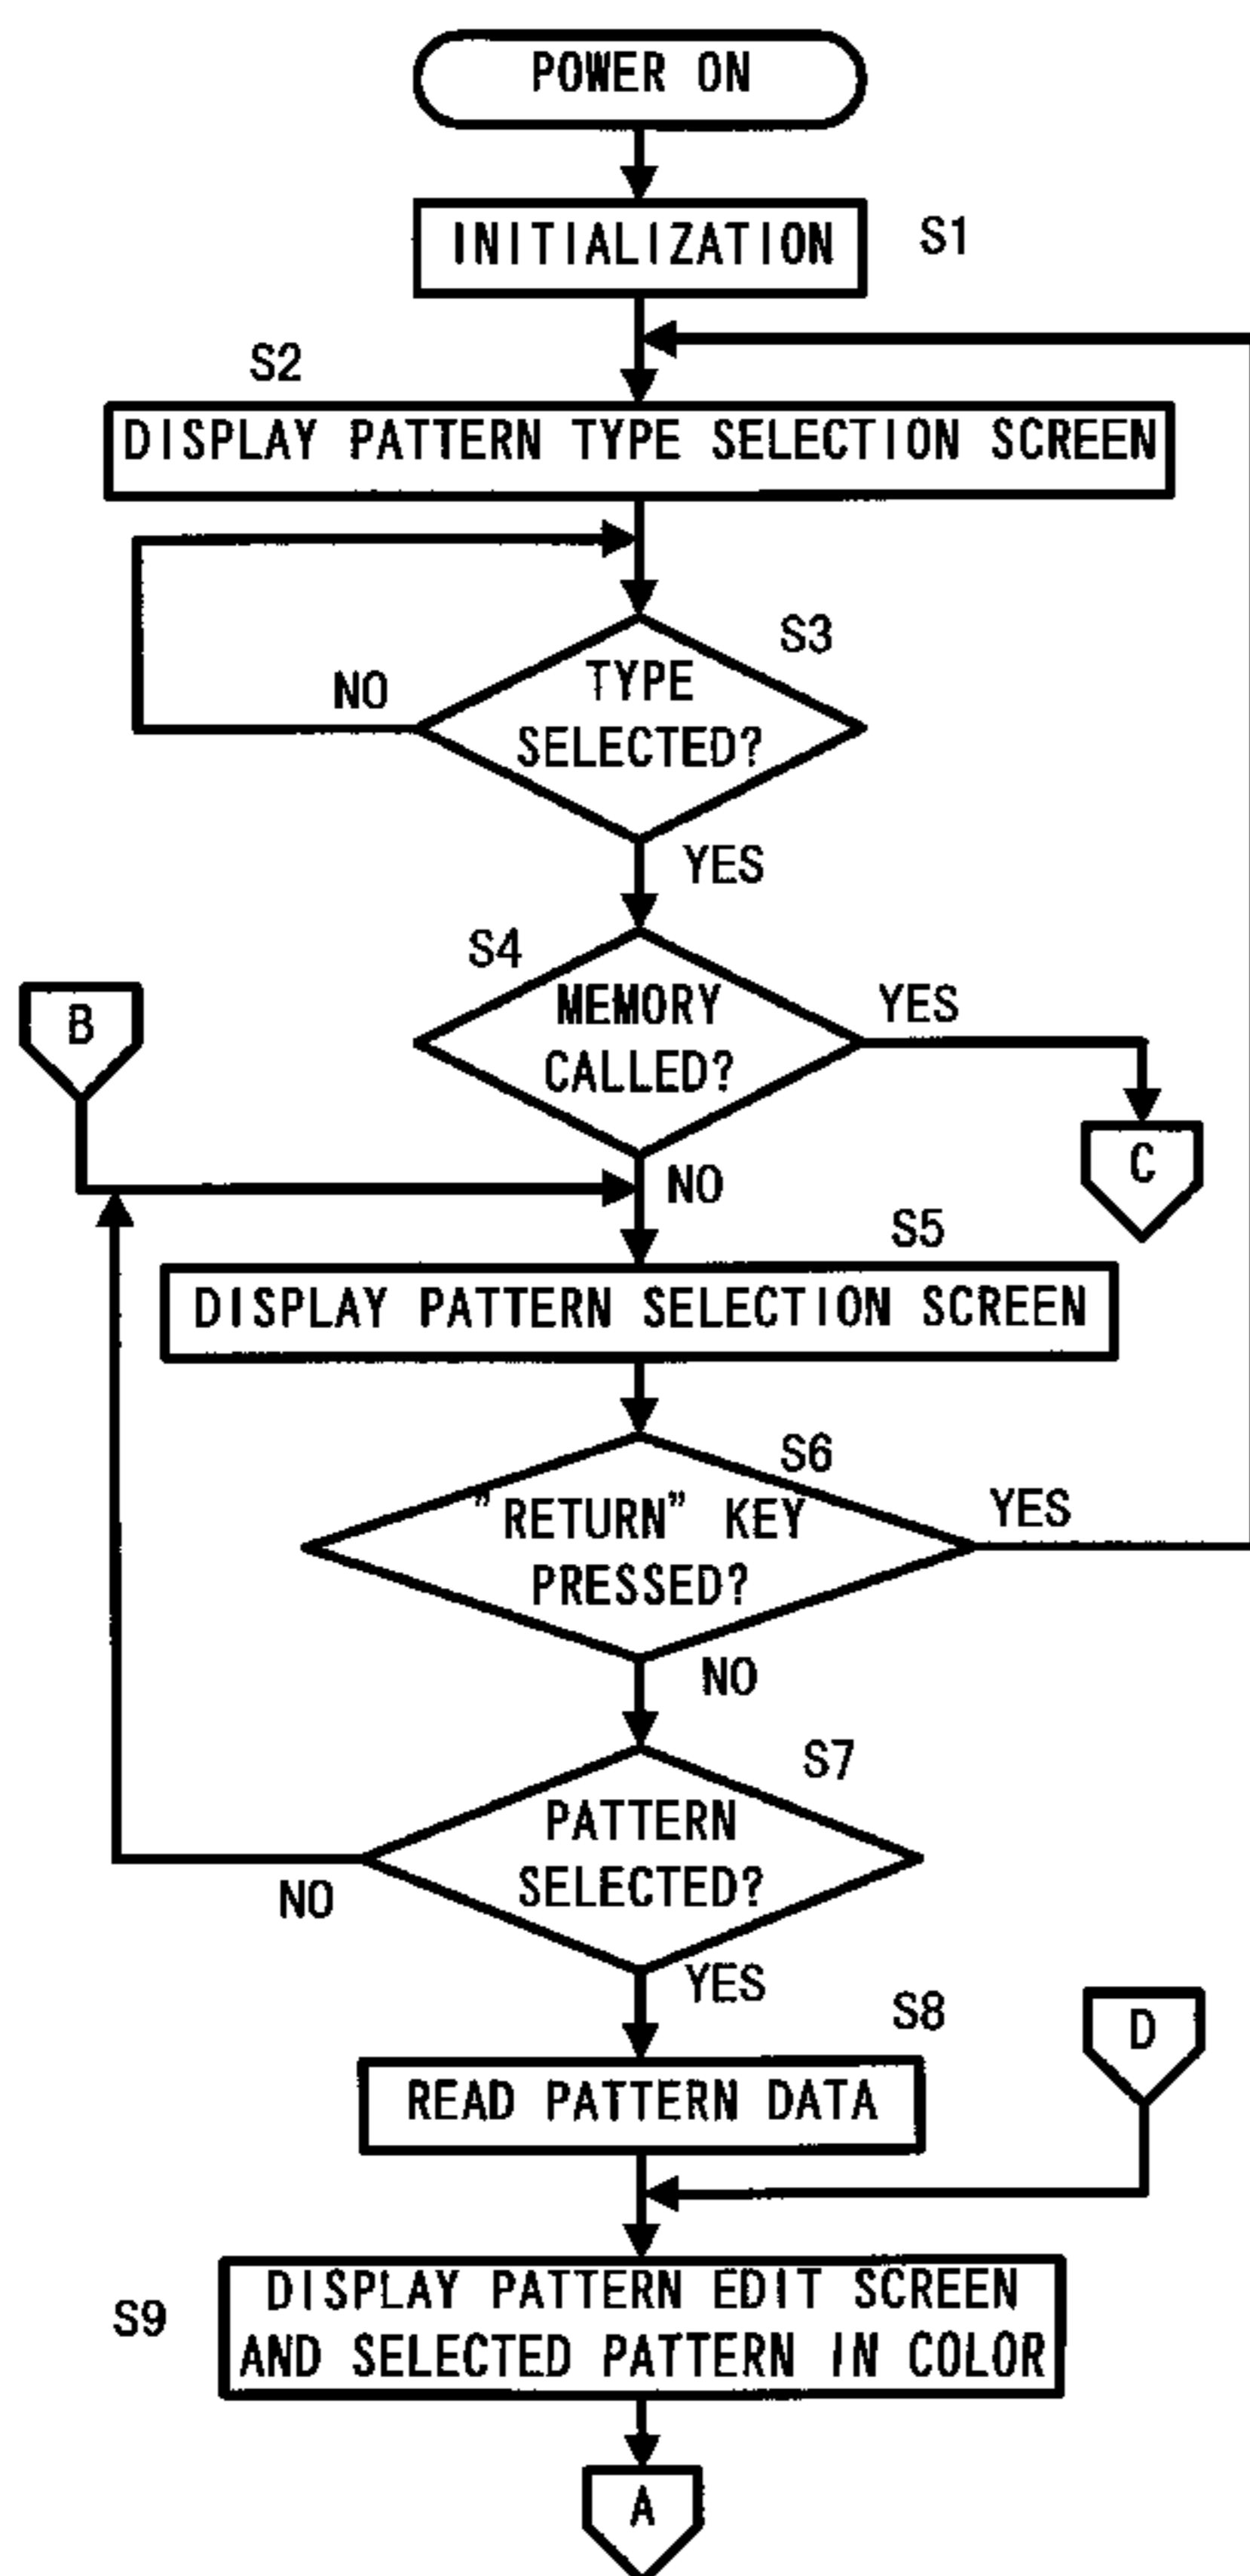 POWER ON
INITIALIZATION
S1
S2
DISPLAY PATTERN TYPE SELECTION SCREEN
S3
TYPE
SELECTED?
NO
YES
S4
MEMORY
CALLED?
YES
B
C
NO
S5
DISPLAY PATTERN SELECTION SCREEN
S6
"RETURN" KEY
PRESSED?
YES
NO
S7
PATTERN
SELECTED?
NO
YES
S8
D
READ PATTERN DATA
S9
DISPLAY PATTERN EDIT SCREEN
AND SELECTED PATTERN IN COLOR
A